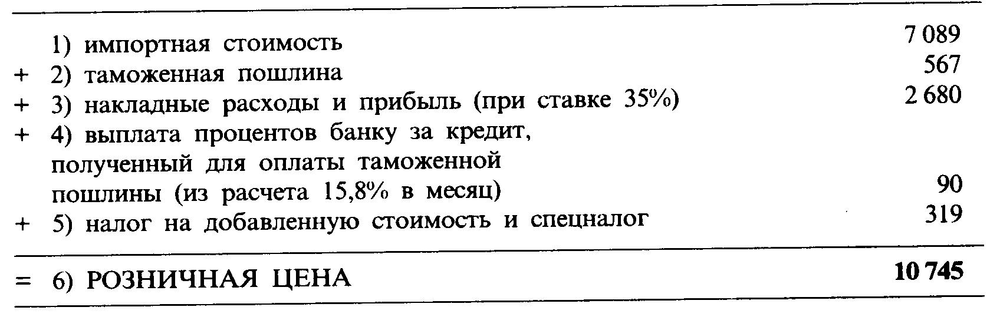 1) импортная стоимость 7 089
+ 2) таможенная пошлина 567
+ 3) накладные расходы и прибыль (при ставке 35%) 2 680
+ 4) выплата процентов банку за кредит,
полученный для оплаты таможенной
пошлины (из расчета 15,8% в месяц) 90
+ 5) налог на добавленную стоимость и спецналог 319
= 6) РОЗНИЧНАЯ ЦЕНА 10 745